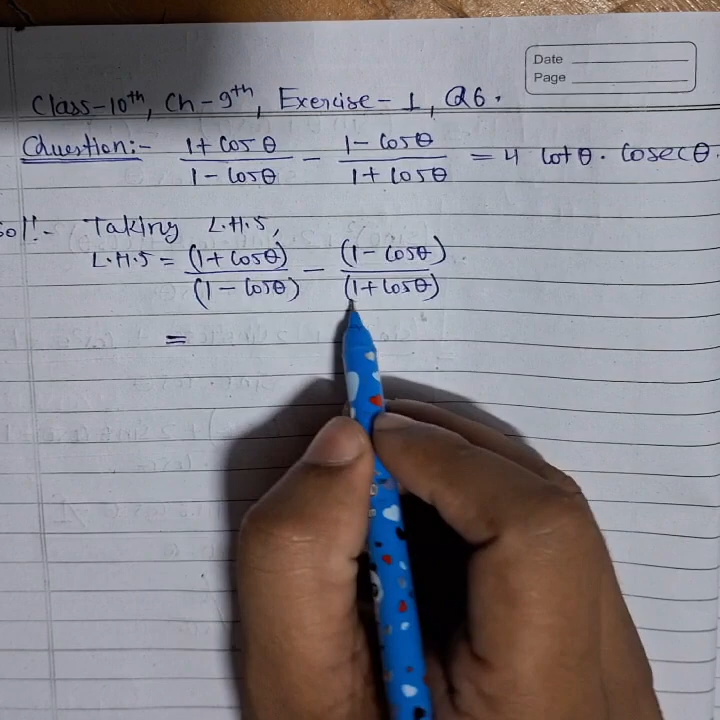 Date
Page
Class-10th, Ch-9th, Exercise-1, Q6.
Question:- 1+Cosθ/1-Cosθ - 1-Cosθ/1+Cosθ = 4 Cotθ. Cosecθ.
Sol!:- Taking L.H.S,
L.H.S = (1+Cosθ)/(1-Cosθ) - (1-Cosθ)/(1+Cosθ)
=